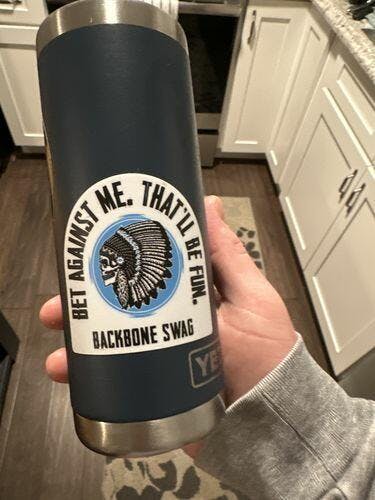 BET AGAINST ME. THAT'LL BE FUN.
BACKBONE SWAG
YE